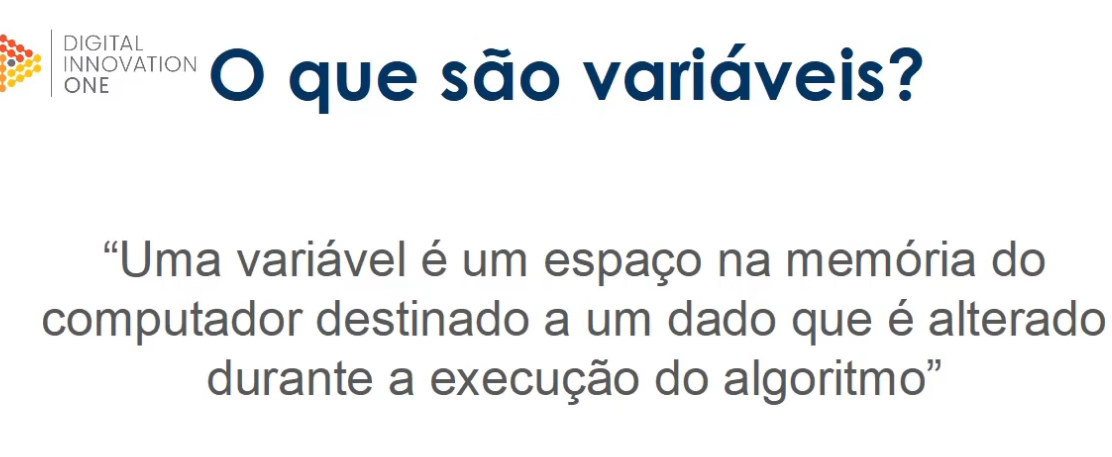 DIGITAL
INNOVATION
ONE
O que são variáveis?
“Uma variável é um espaço na memória do
computador destinado a um dado que é alterado
durante a execução do algoritmo”